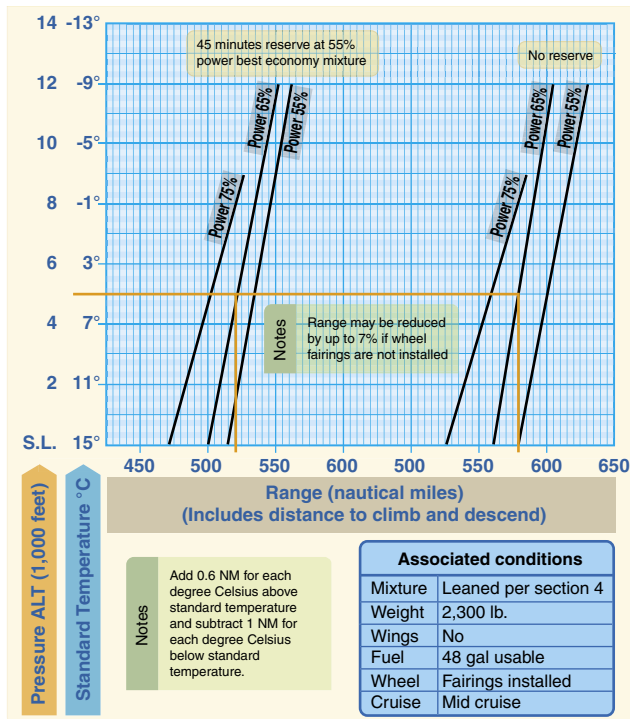 14 -13°
45 minutes reserve at 55%
power best economy mixture
No reserve
12 -9°
Power 65%
Power 55%
Power 65%
Power 55%
10 -5°
Power 75%
Power 75%
8 -1°
6 3°
4 7°
Notes
Range may be reduced
by up to 7% if wheel
fairings are not installed
2 11°
S.L. 15°
450 500 550 600 500 550 600 650
Range (nautical miles)
(Includes distance to climb and descend)
Pressure ALT (1,000 feet)
Standard Temperature °C
Notes
Add 0.6 NM for each
degree Celsius above
standard temperature
and subtract 1 NM for
each degree Celsius
below standard
temperature.
Associated conditions
Mixture Leaned per section 4
Weight 2,300 lb.
Wings No
Fuel 48 gal usable
Wheel Fairings installed
Cruise Mid cruise